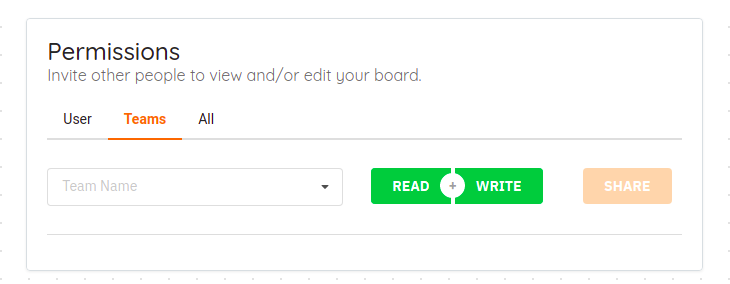 Permissions
Invite other people to view and/or edit your board.
User Teams All
Team Name READ + WRITE SHARE